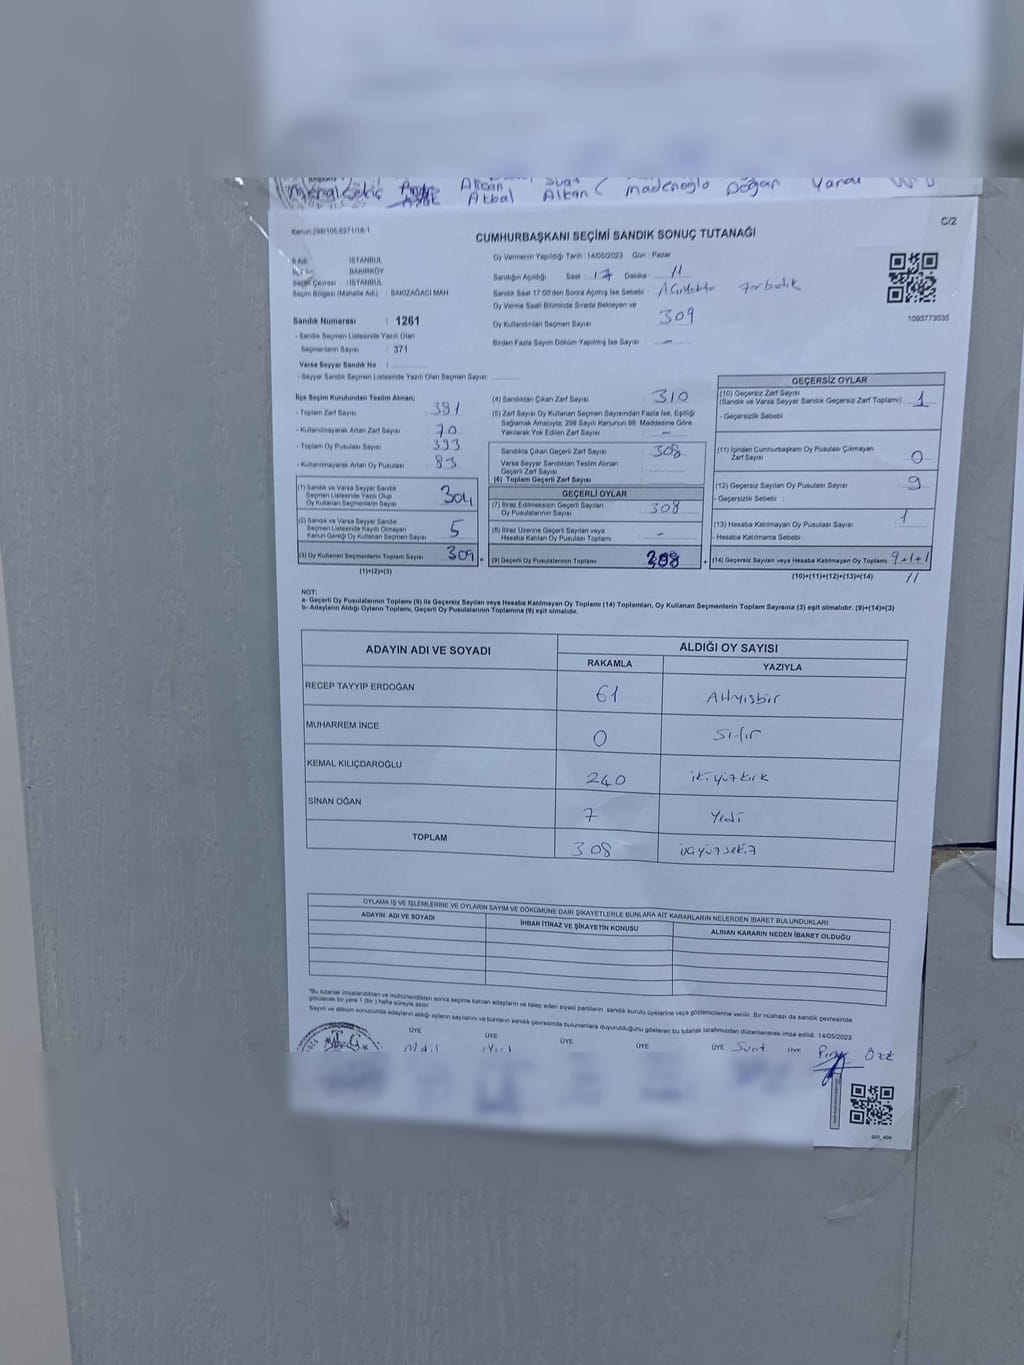 Akcan Suat madenoğlu Doğan
Akbal Altan
C/2
Kanun:298/105.6271/18-1
CUMHURBAŞKANI SEÇİMİ SANDIK SONUÇ TUTANAĞI
İl Adı : İSTANBUL
: BAKIRKÖY
Seçim Çevresi : İSTANBUL
Seçim Bölgesi (Mahalle Adı) : SAKIZAĞACI MAH.
Sandık Numarası : 1261
- Sandık Seçmen Listesinde Yazılı Olan
Seçmenlerin Sayısı : 371
Varsa Seyyar Sandık No :
- Seyyar Sandık Seçmen Listesinde Yazılı Olan Seçmen Sayısı:
Oy Vermenin Yapıldığı Tarih : 14/05/2023 Gün : Pazar
Sandığın Açıldığı Saat : 17 Dakika : 11
Sandık Saat 17:00'den Sonra Açılmış İse Sebebi :
Oy Verme Saati Bitiminde Sırada Bekleyen ve
Oy Kullandırılan Seçmen Sayısı : 309
Birden Fazla Sayım Döküm Yapılmış İse Sayısı : -
1093773035
İlçe Seçim Kurulundan Teslim Alınan;
- Toplam Zarf Sayısı : 381
- Kullanılmayarak Artan Zarf Sayısı : 70
- Toplam Oy Pusulası Sayısı : 393
- Kullanılmayarak Artan Oy Pusulası : 83
(1) Sandık ve Varsa Seyyar Sandık
Seçmen Listesinde Yazılı Olup
Oy Kullanan Seçmenlerin Sayısı 304
(2) Sandık ve Varsa Seyyar Sandık
Seçmen Listesinde Kayıtlı Olmayan
Kanun Gereği Oy Kullanan Seçmen Sayısı 5
(3) Oy Kullanan Seçmenlerin Toplam Sayısı 309
(1)+(2)=(3)
(4) Sandıktan Çıkan Zarf Sayısı : 310
(5) Zarf Sayısı Oy Kullanan Seçmen Sayısından Fazla İse, Eşitliği
Sağlamak Amacıyla, 298 Sayılı Kanunun 98. Maddesine Göre
Yakılarak Yok Edilen Zarf Sayısı : -
Sandıkta Çıkan Geçerli Zarf Sayısı : 308
Varsa Seyyar Sandıktan Teslim Alınan
Geçerli Zarf Sayısı :
(6) Toplam Geçerli Zarf Sayısı :
GEÇERLİ OYLAR
(7) İtiraz Edilmeksizin Geçerli Sayılan
Oy Pusulalarının Sayısı : 308
(8) İtiraz Üzerine Geçerli Sayılan veya
Hesaba Katılan Oy Pusulası Toplamı : -
(9) Geçerli Oy Pusulalarının Toplamı 308
GEÇERSİZ OYLAR
(10) Geçersiz Zarf Sayısı
(Sandık ve Varsa Seyyar Sandık Geçersiz Zarf Toplamı) : 1
- Geçersizlik Sebebi :
(11) İçinden Cumhurbaşkanı Oy Pusulası Çıkmayan
Zarf Sayısı : 0
(12) Geçersiz Sayılan Oy Pusulası Sayısı : 9
- Geçersizlik Sebebi :
(13) Hesaba Katılmayan Oy Pusulası Sayısı : 1
- Hesaba Katılmama Sebebi :
(14) Geçersiz Sayılan veya Hesaba Katılmayan Oy Toplamı 9+1+1
(10)+(11)+(12)+(13)=(14) 11
NOT:
a- Geçerli Oy Pusulalarının Toplamı (9) ile Geçersiz Sayılan veya Hesaba Katılmayan Oy Toplamı (14) Toplamları, Oy Kullanan Seçmenlerin Toplam Sayısına (3) eşit olmalıdır. (9)+(14)=(3)
b- Adayların Aldığı Oyların Toplamı, Geçerli Oy Pusulalarının Toplamına (9) eşit olmalıdır.
ADAYIN ADI VE SOYADI ALDIĞI OY SAYISI
RAKAMLA YAZIYLA
RECEP TAYYİP ERDOĞAN 61 Altmışbir
MUHARREM İNCE 0 Sıfır
KEMAL KILIÇDAROĞLU 240 ikiyüzkırk
SİNAN OĞAN 7 Yedi
TOPLAM 308 üçyüzsekiz
OYLAMA İŞ VE İŞLEMLERİNE VE OYLARIN SAYIM VE DÖKÜMÜNE DAİR ŞİKAYETLERLE BUNLARA AİT KARARLARIN NELERDEN İBARET BULUNDUKLARI
ADAYIN ADI VE SOYADI İHBAR İTİRAZ VE ŞİKAYETİN KONUSU ALINAN KARARIN NEDEN İBARET OLDUĞU
"Bu tutanak imzalandıktan ve mühürlendikten sonra seçime katılan adayların ve talep eden siyasi partilerin sandık kurulu üyelerine veya gözlemcilerine verilir. Bir nüshası da sandık çevresinde
görülecek bir yere 1 (bir) hafta süreyle asılır.
Sayım ve döküm sonubunda adayların aldığı oyların sayılarını ve bunların sandık çevresinde bulunanlara duyurulduğunu gösteren bu tutanak tarafımızdan düzenlenerek imza edildi. 14/05/2023
T.C.
ÜYE ÜYE ÜYE ÜYE ÜYE ÜYE
Suat